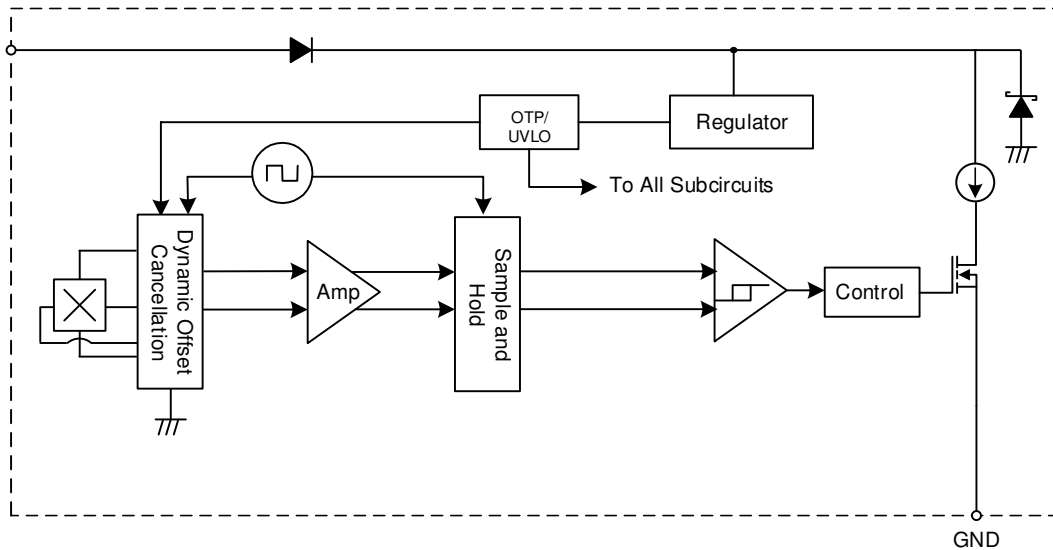 OTP/
UVLO
Regulator
To All Subcircuits
Dynamic Offset
Cancellation
Amp
Sample and
Hold
Control
GND